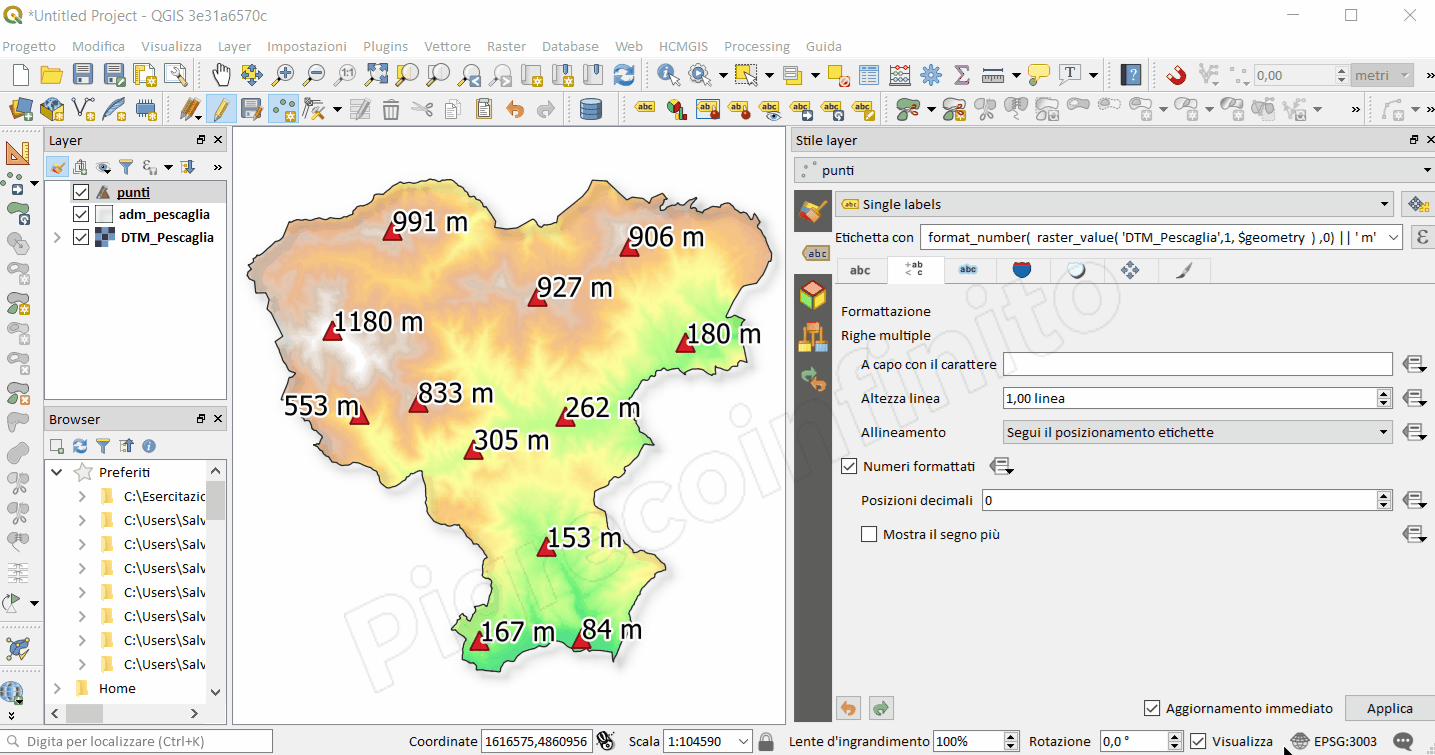 *Untitled Project - QGIS 3e31a6570c
Progetto Modifica Visualizza Layer Impostazioni Plugins Vettore Raster Database Web HCMGIS Processing Guida
0,00 metri
Layer
punti
adm_pescaglia
DTM_Pescaglia
Browser
Preferiti
C:\Esercitazic
C:\Users\Salv
C:\Users\Salv
C:\Users\Salv
C:\Users\Salv
C:\Users\Salv
C:\Users\Salv
C:\Users\Salv
Home
991 m
906 m
927 m
1180 m
180 m
833 m
553 m
262 m
305 m
153 m
167 m
84 m
Pigrecoinfinito
Stile layer
punti
Single labels
Etichetta con format_number( raster_value( 'DTM_Pescaglia',1, $geometry ) ,0) || ' m' ε
abc
+ab
< c
abc
Formattazione
Righe multiple
A capo con il carattere
Altezza linea 1,00 linea
Allineamento Segui il posizionamento etichette
Numeri formattati
Posizioni decimali 0
Mostra il segno più
Aggiornamento immediato Applica
Digita per localizzare (Ctrl+K) Coordinate 1616575,4860956 Scala 1:104590 Lente d'ingrandimento 100% Rotazione 0,0 ° Visualizza EPSG:3003